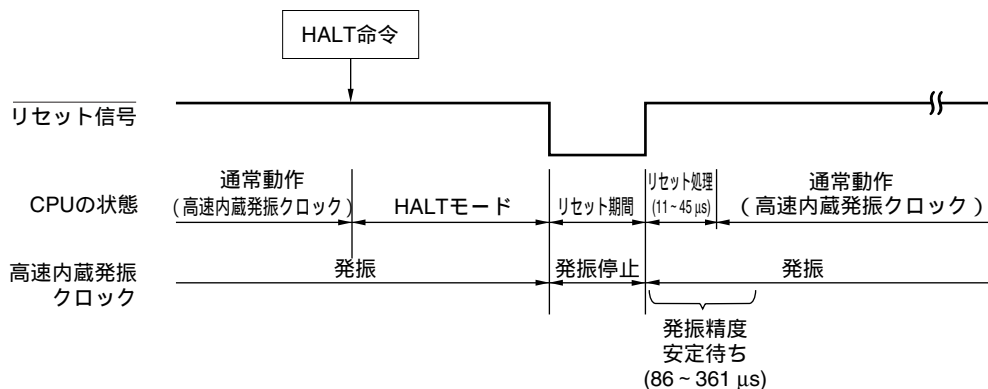 HALT命令
リセット信号
通常動作
(高速内蔵発振クロック)
HALTモード
リセット期間
リセット処理
(11~45 μs)
通常動作
(高速内蔵発振クロック)
CPUの状態
高速内蔵発振
クロック
発振
発振停止
発振
発振精度
安定待ち
(86~361 μs)